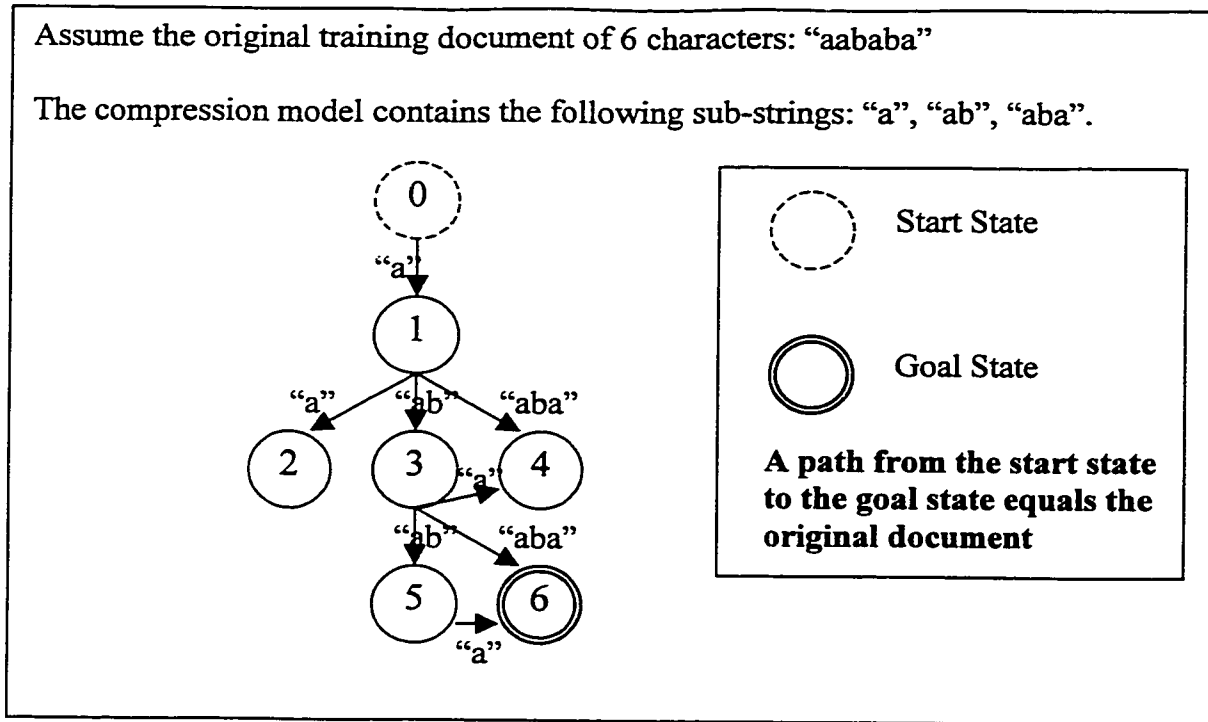 Assume the original training document of 6 characters: “aababa”
The compression model contains the following sub-strings: “a”, “ab”, “aba”.
0
“a”
1
“a” “ab” “aba”
2 3 “a” 4
“ab” “aba”
5 6
“a”
Start State
Goal State
A path from the start state
to the goal state equals the
original document